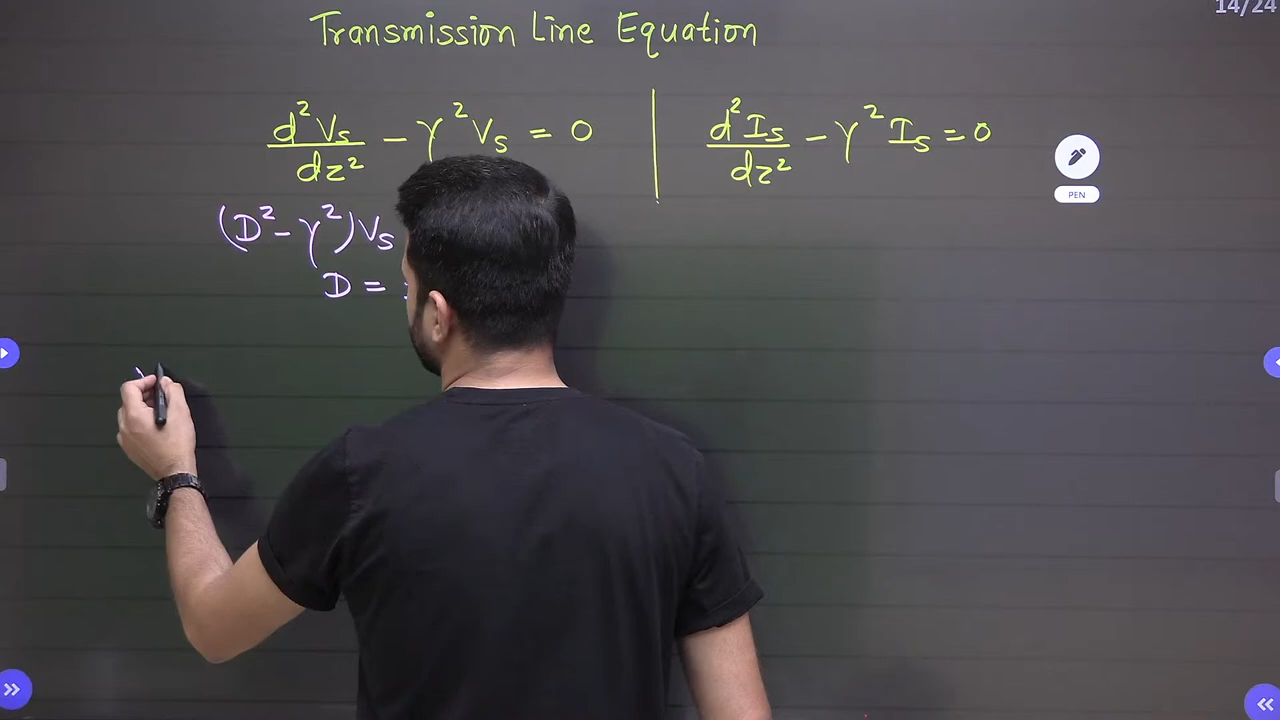 14/24
Transmission Line Equation
d²Vs/dz² - γ²Vs = 0 | d²Is/dz² - γ²Is = 0
PEN
(D² - γ²)Vs
D =